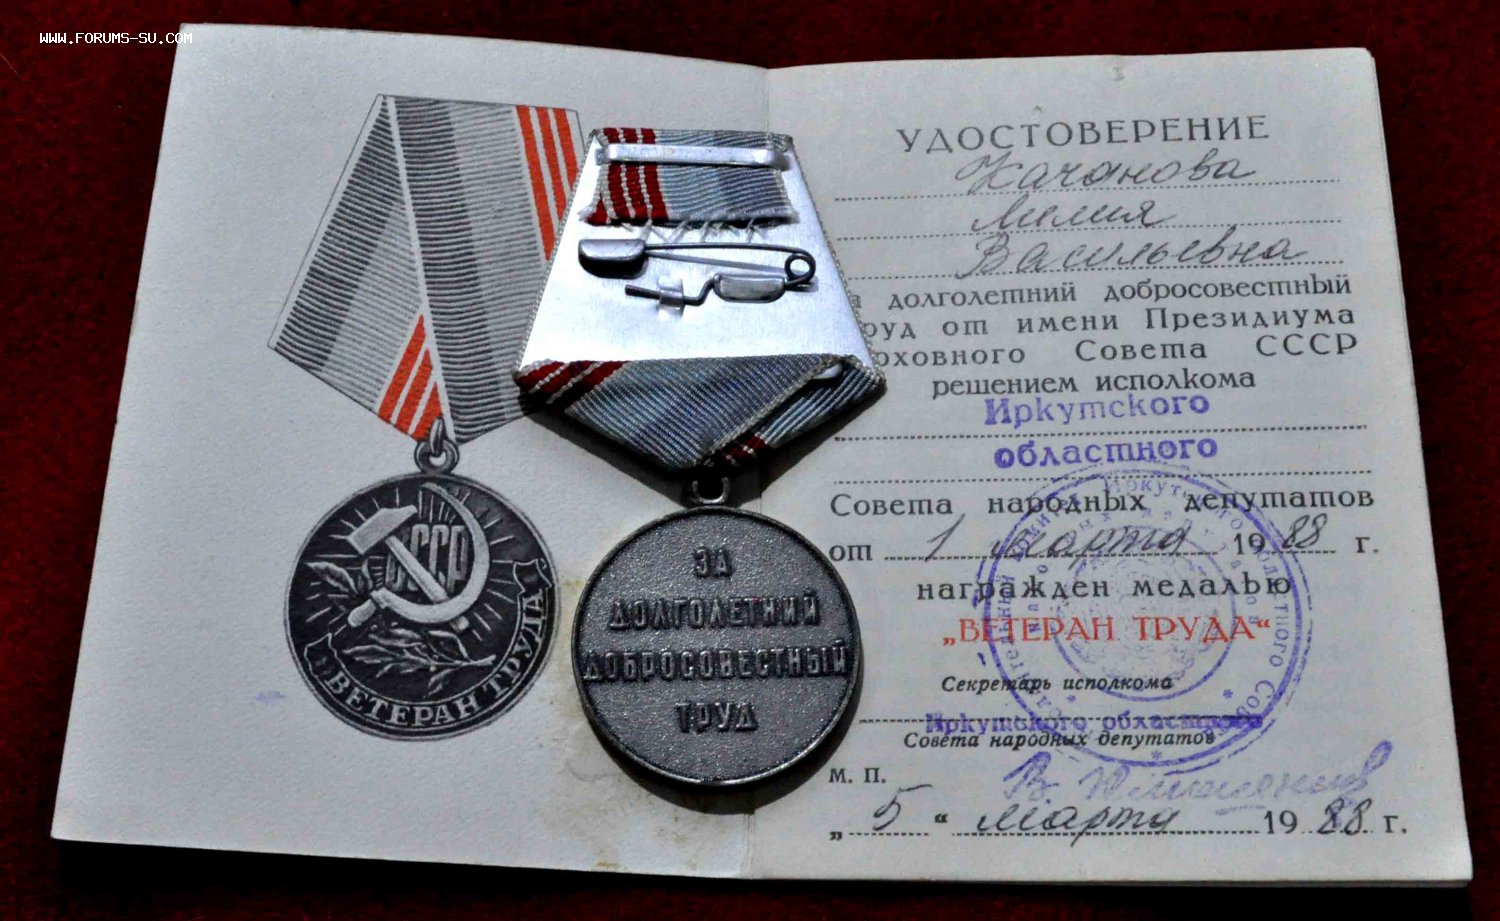 WWW.FORUMS-SU.COM
СССР
ВЕТЕРАН ТРУДА
ЗА
ДОЛГОЛЕТНИЙ
ДОБРОСОВЕСТНЫЙ
ТРУД
УДОСТОВЕРЕНИЕ
Качанова
Лилия
Васильевна
а долголетний добросовестный
руд от имени Президиума
рховного Совета СССР
решением исполкома
Иркутского
областного
Совета народных депутатов
от 1 марта 1988 г.
награжден медалью
„ВЕТЕРАН ТРУДА“
Секретарь исполкома
Иркутского областного
Совета народных депутатов
М. П.
„ 5 “ марта 1988 г.